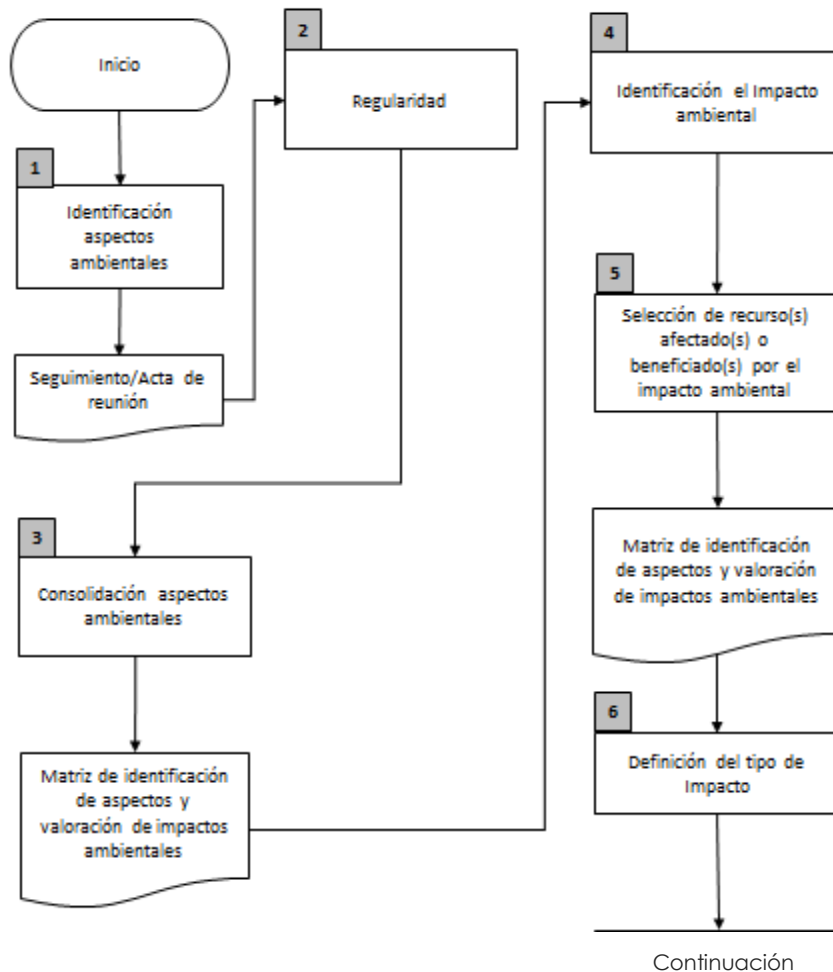 Inicio
1
Identificación
aspectos
ambientales
Seguimiento/Acta de
reunión
2
Regularidad
3
Consolidación aspectos
ambientales
Matriz de identificación
de aspectos y
valoración de impactos
ambientales
4
Identificación el Impacto
ambiental
5
Selección de recurso(s)
afectado(s) o
beneficiado(s) por el
impacto ambiental
Matriz de identificación
de aspectos y valoración
de impactos ambientales
6
Definición del tipo de
Impacto
Continuación